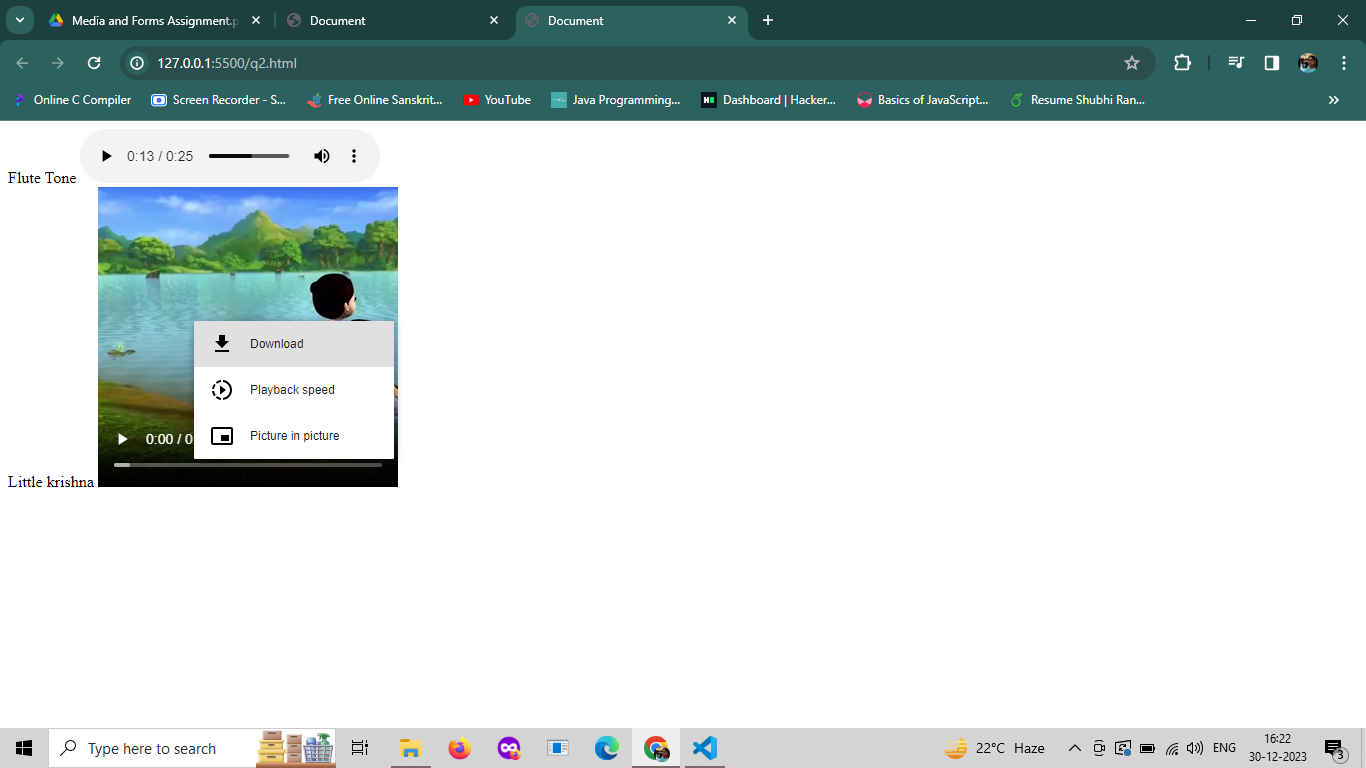 Media and Forms Assignment.p
Document
Document
127.0.0.1:5500/q2.html
Online C Compiler
Screen Recorder - S...
Free Online Sanskrit...
YouTube
Java Programming...
Dashboard | Hacker...
Basics of JavaScript...
Resume Shubhi Ran...
0:13 / 0:25
Flute Tone
Download
Playback speed
Picture in picture
0:00 / 0:
Little krishna
Type here to search
22°C Haze
ENG
16:22
30-12-2023
3